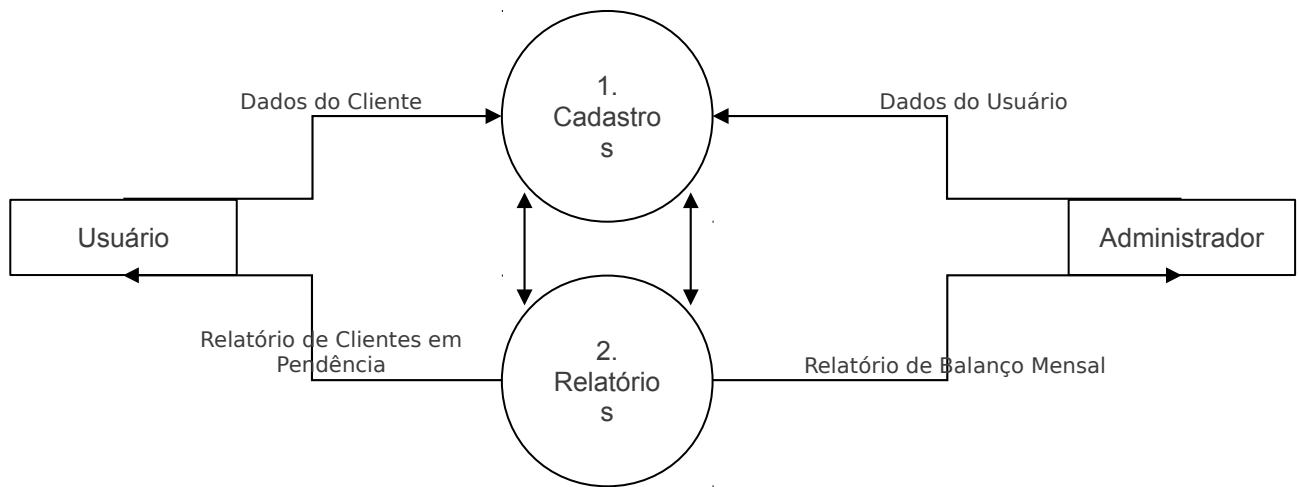 1.
Cadastro
s
Dados do Cliente
Dados do Usuário
Usuário
Administrador
Relatório de Clientes em
Pendência
2.
Relatório
s
Relatório de Balanço Mensal